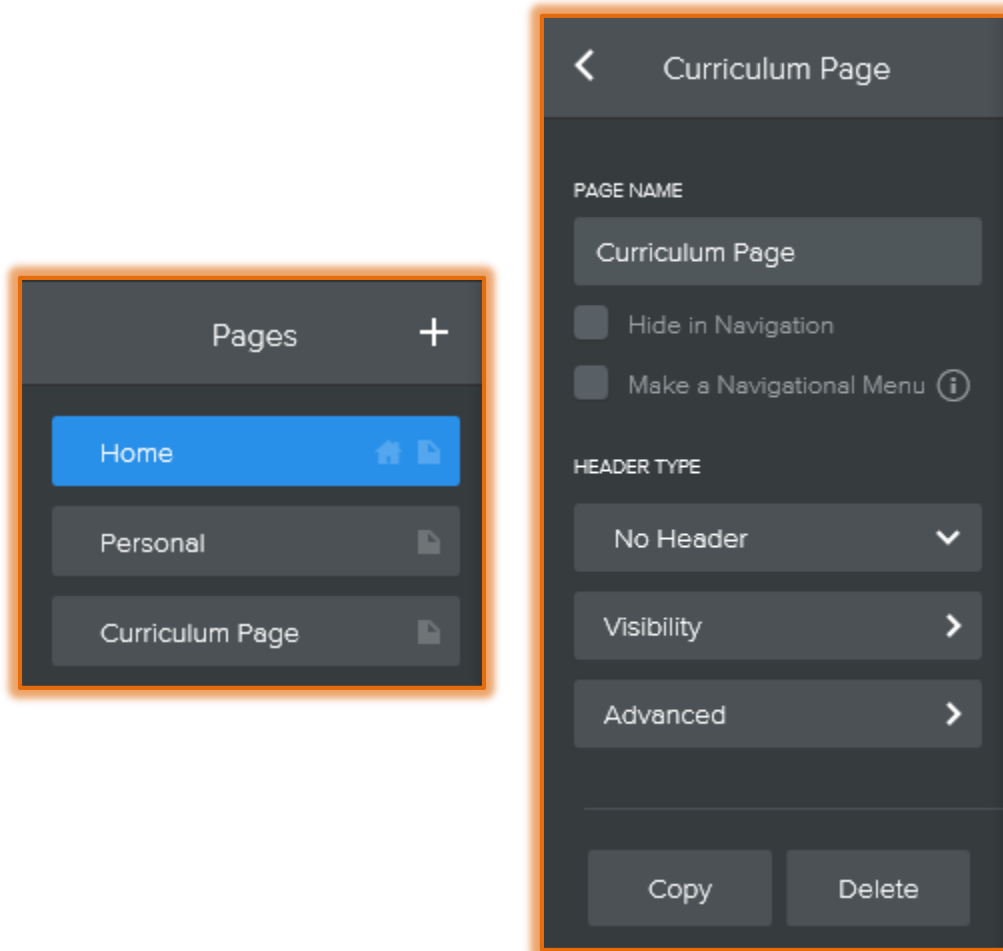 Pages
Home
Personal
Curriculum Page
Curriculum Page
PAGE NAME
Curriculum Page
Hide in Navigation
Make a Navigational Menu
HEADER TYPE
No Header
Visibility
Advanced
Copy
Delete